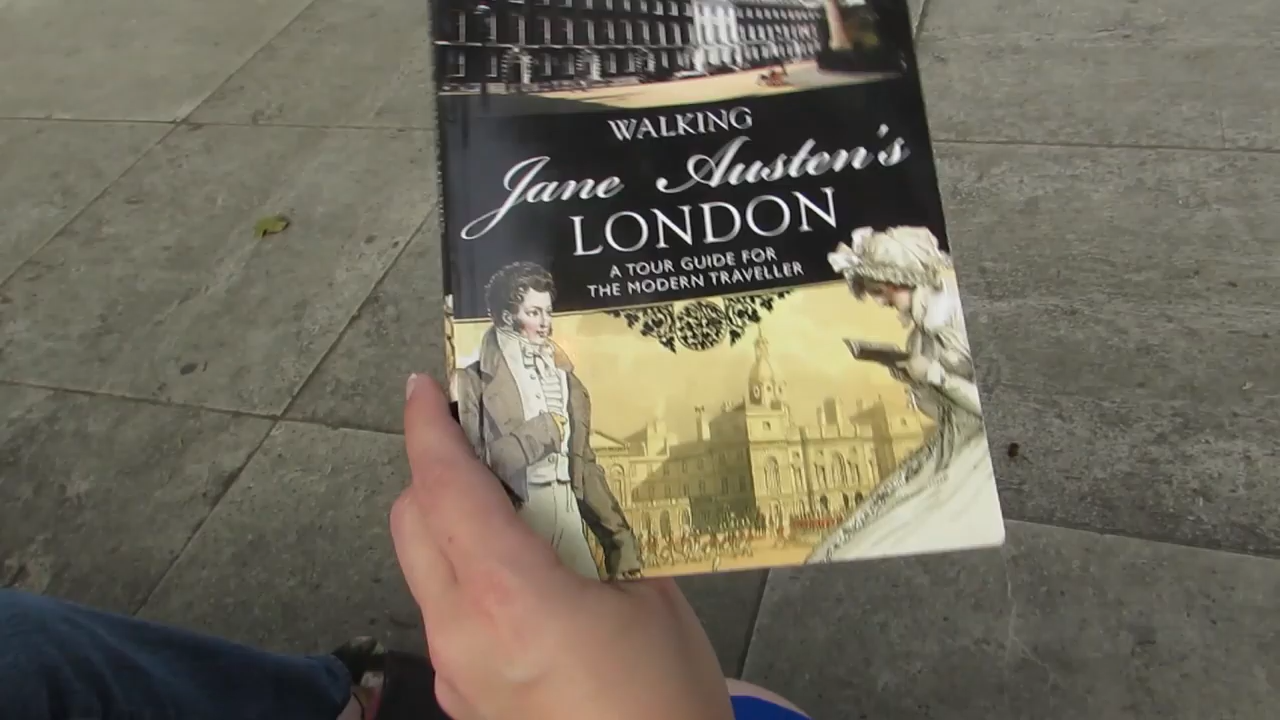 WALKING
Jane Austen's
LONDON
A TOUR GUIDE FOR
THE MODERN TRAVELLER